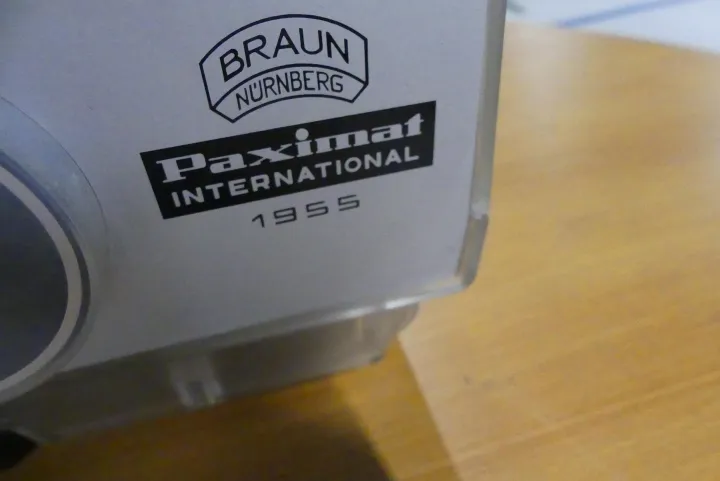 BRAUN
NÜRNBERG
Paximat
INTERNATIONAL
1955